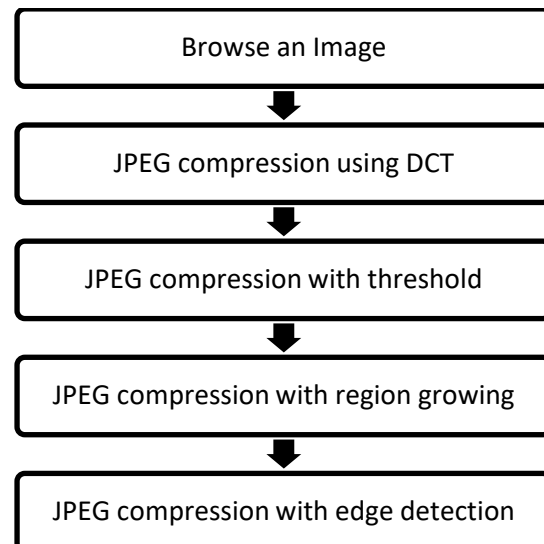 Browse an Image
JPEG compression using DCT
JPEG compression with threshold
JPEG compression with region growing
JPEG compression with edge detection